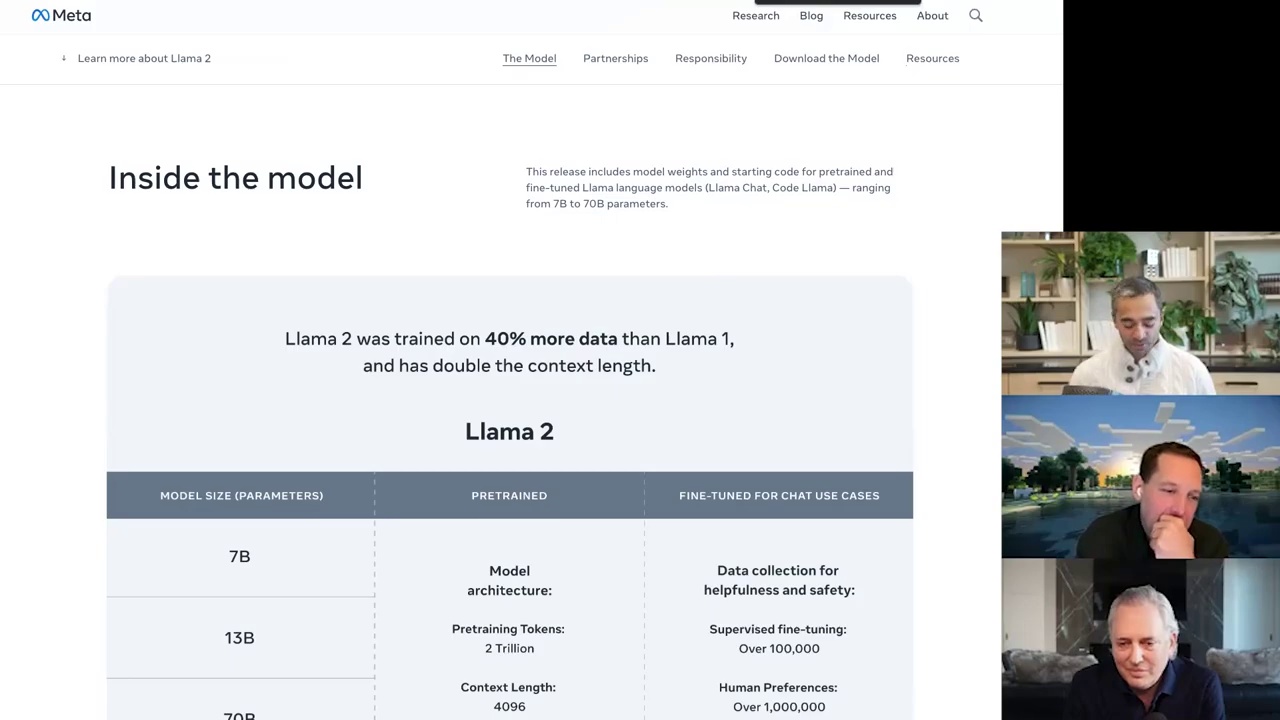 Meta
Research Blog Resources About
Learn more about Llama 2
The Model Partnerships Responsibility Download the Model Resources
Inside the model
This release includes model weights and starting code for pretrained and
fine-tuned Llama language models (Llama Chat, Code Llama) — ranging
from 7B to 70B parameters.
Llama 2 was trained on 40% more data than Llama 1,
and has double the context length.
Llama 2
MODEL SIZE (PARAMETERS) PRETRAINED FINE-TUNED FOR CHAT USE CASES
7B
Model
architecture:
Data collection for
helpfulness and safety:
13B
Pretraining Tokens:
2 Trillion
Supervised fine-tuning:
Over 100,000
70B
Context Length:
4096
Human Preferences:
Over 1,000,000